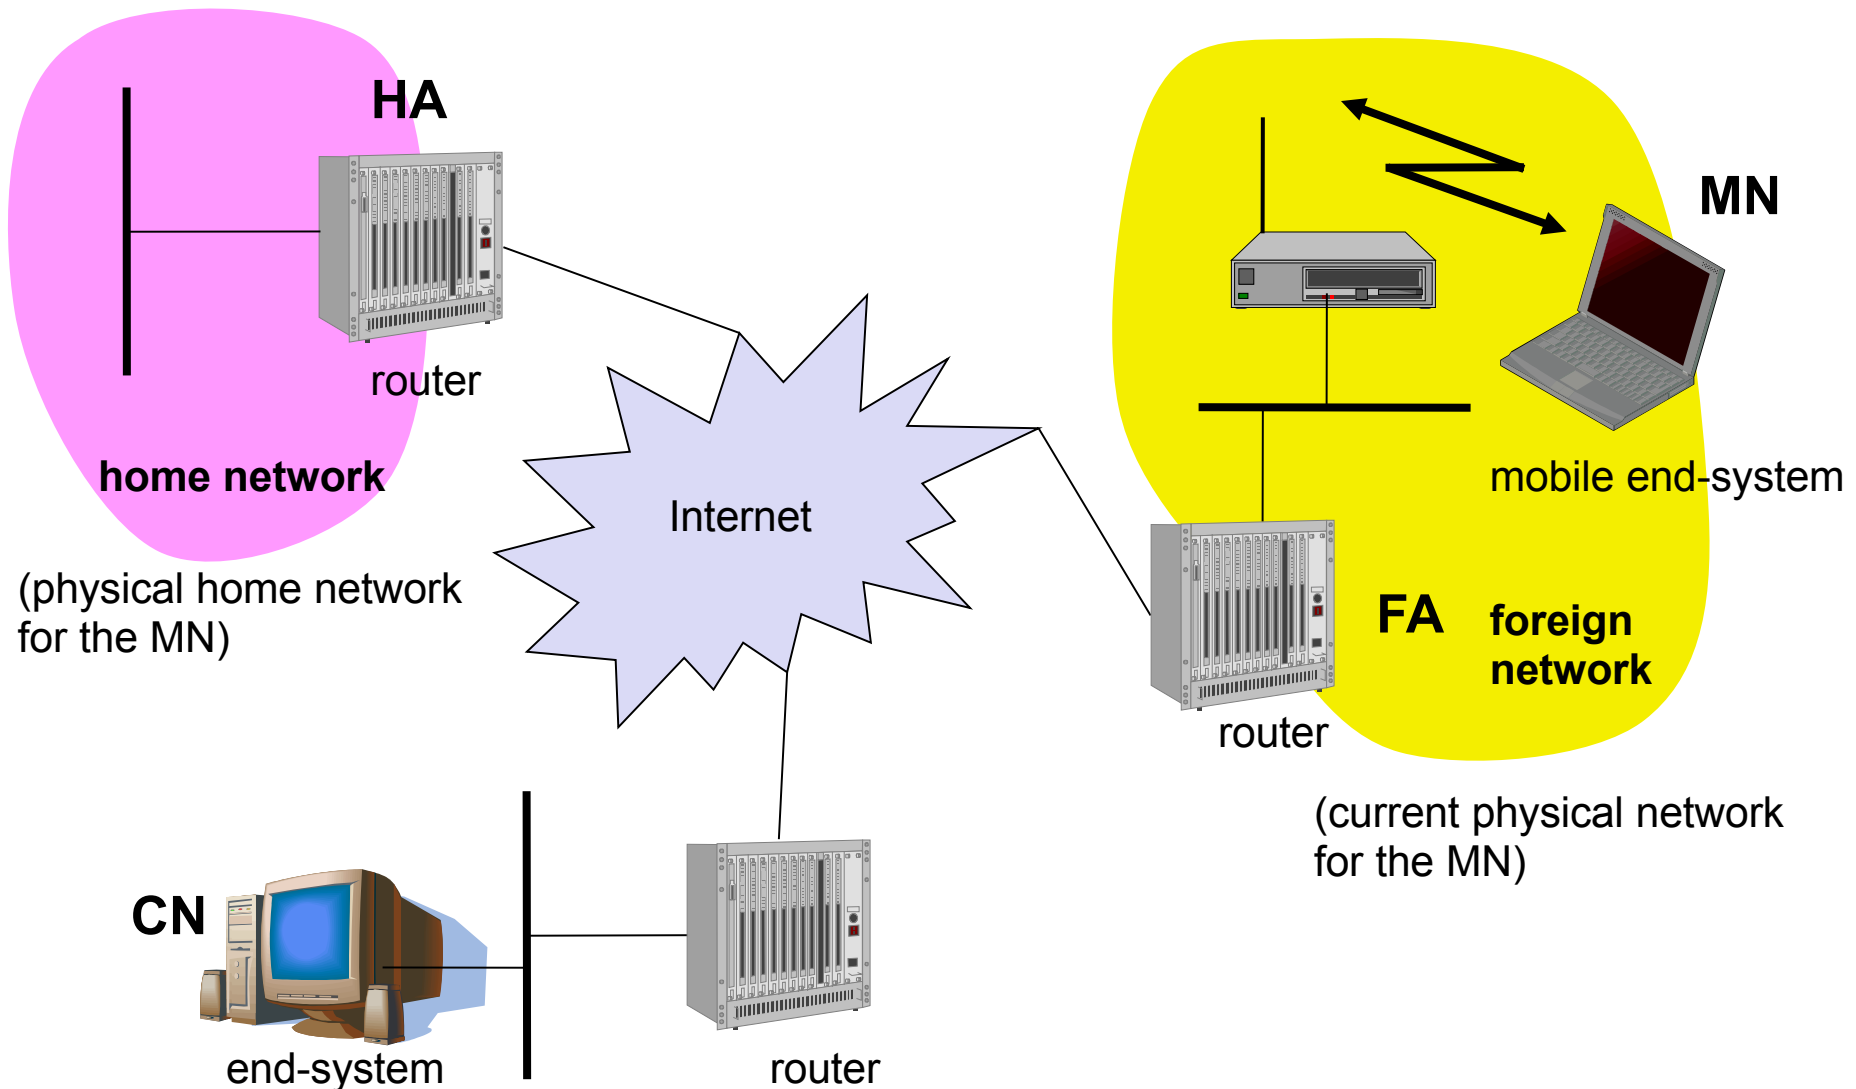 HA
router
home network
(physical home network
for the MN)
Internet
MN
mobile end-system
FA
foreign
network
router
(current physical network
for the MN)
CN
end-system
router